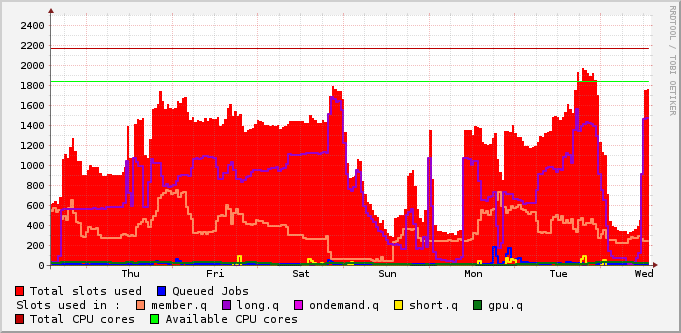 RRDTOOL / TOBI OETIKER
2400
2200
2000
1800
1600
1400
1200
1000
800
600
400
200
0
Thu Fri Sat Sun Mon Tue Wed
Total slots used Queued Jobs
Slots used in : member.q long.q ondemand.q short.q gpu.q
Total CPU cores Available CPU cores